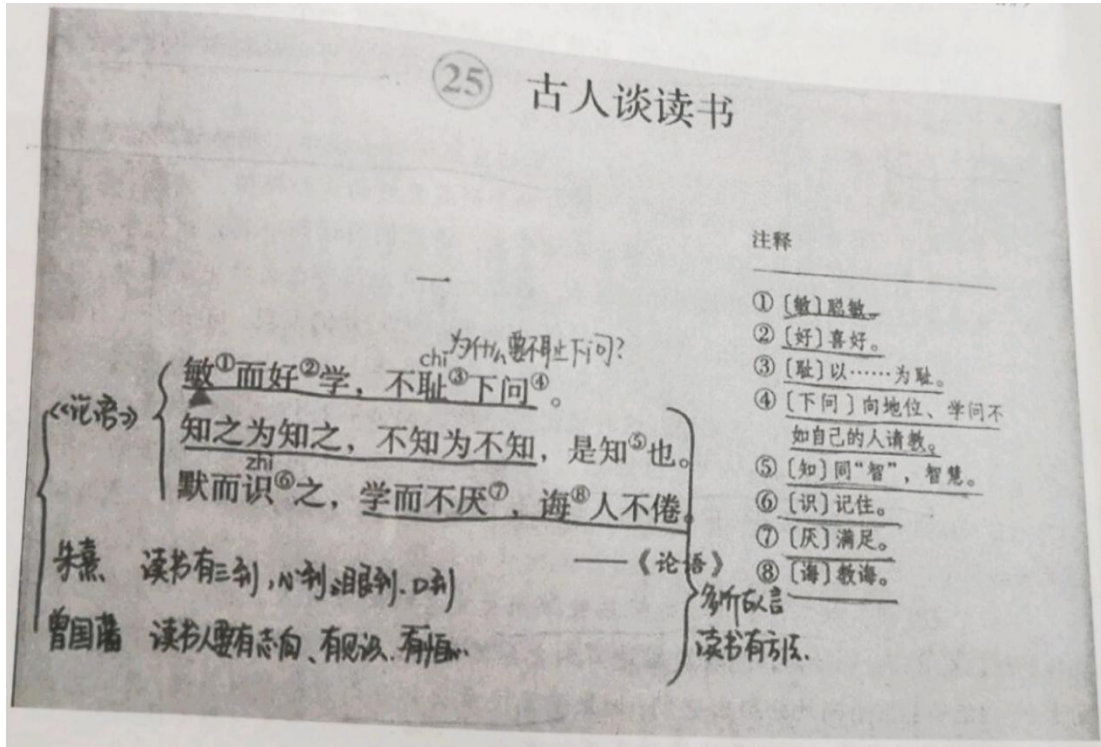 25 古人谈读书
一
为什么要不耻下问?
chǐ
敏①而好②学,不耻③下问④。
《论语》
知之为知之,不知为不知,是知⑤也。
zhì
默而识⑥之,学而不厌⑦,诲⑧人不倦。
——《论语》
朱熹 读书有三到,心到、眼到、口到
曾国藩 读书人要有志向、有见识、有恒心.
读书有方法.
注释
①〔敏〕聪敏。
②〔好〕喜好。
③〔耻〕以……为耻。
④〔下问〕向地位、学问不
如自己的人请教。
⑤〔知〕同“智”,智慧。
⑥〔识〕记住。
⑦〔厌〕满足。
⑧〔诲〕教诲。